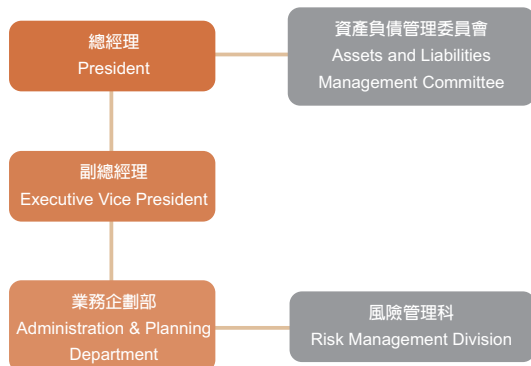 總經理
President
資產負債管理委員會
Assets and Liabilities
Management Committee
副總經理
Executive Vice President
業務企劃部
Administration & Planning
Department
風險管理科
Risk Management Division